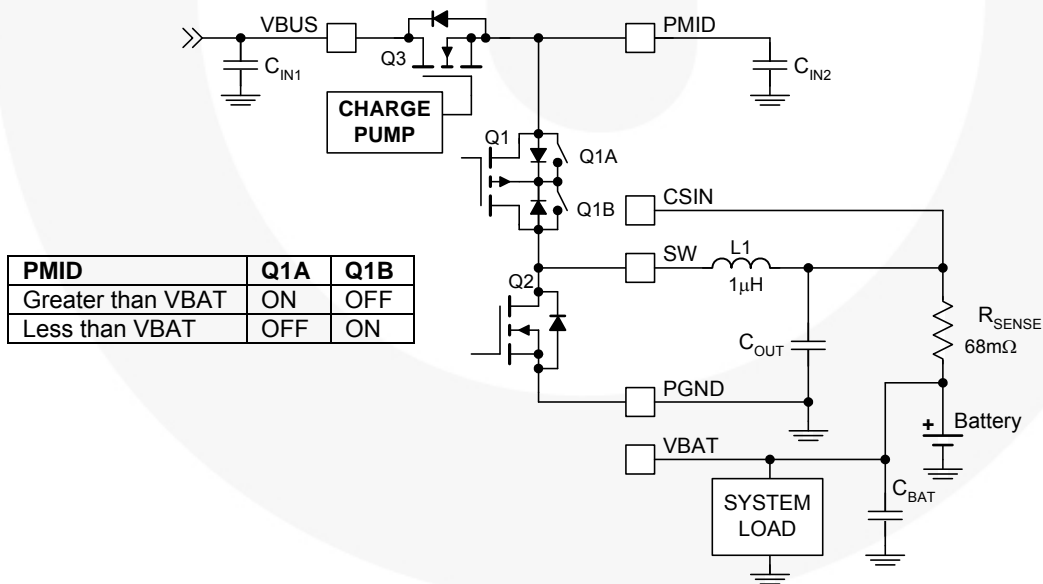 VBUS
PMID
C_IN1
Q3
C_IN2
CHARGE
PUMP
Q1
Q1A
Q1B
CSIN
PMID Q1A Q1B
Greater than VBAT ON OFF
Less than VBAT OFF ON
SW
L1
1μH
Q2
R_SENSE
68mΩ
C_OUT
PGND
+ Battery
VBAT
C_BAT
SYSTEM
LOAD